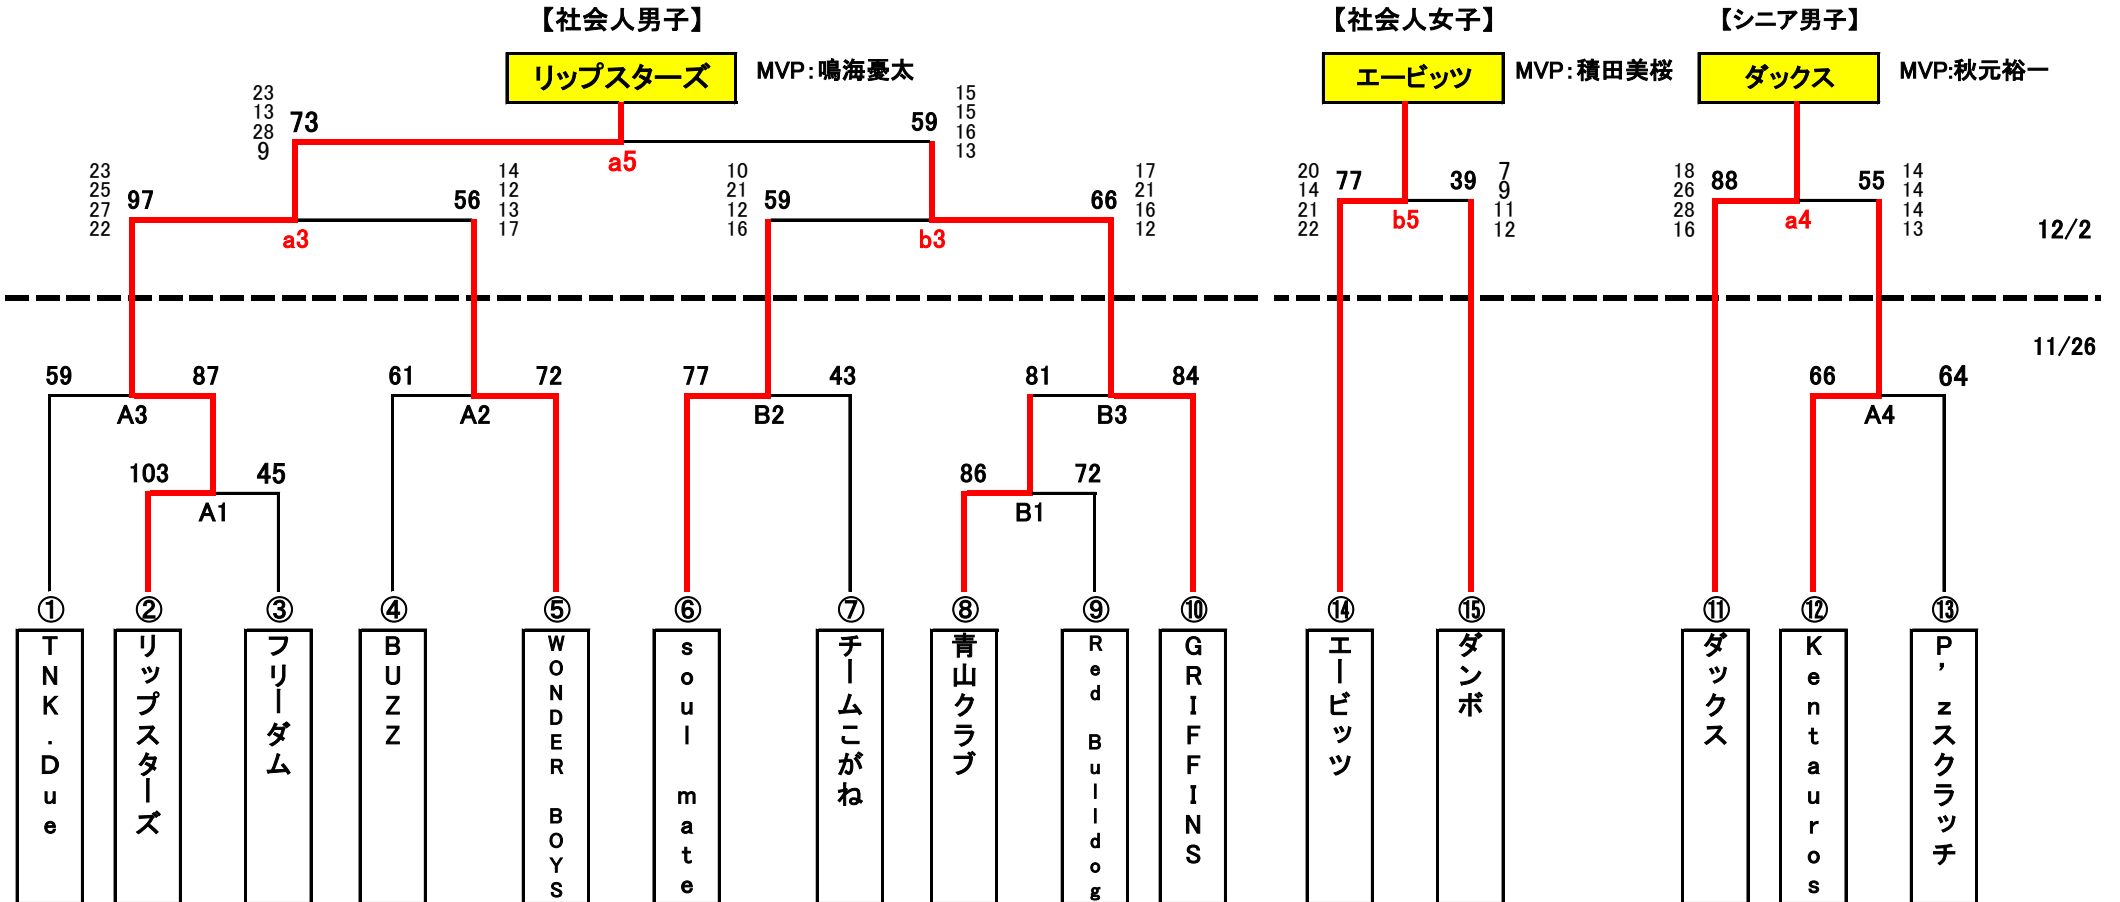 【社会人男子】 【社会人女子】 【シニア男子】
リップスターズ MVP:鳴海憂太 エービッツ MVP:積田美桜 ダックス MVP:秋元裕一
23 15
13 73 59 15
28 16
9 13
a5
23 14 10 17 20 7 18 14
25 97 56 12 21 59 66 21 14 77 39 9 26 88 55 14
27 13 12 16 21 11 28 14
22 17 16 12 22 12 16 13
a3 b3 b5 a4
12/2
11/26
59 87 61 72 77 43 81 84 66 64
A3 A2 B2 B3 A4
103 45 86 72
A1 B1
① ② ③ ④ ⑤ ⑥ ⑦ ⑧ ⑨ ⑩ ⑭ ⑮ ⑪ ⑫ ⑬
TNK.Due
リップスターズ
フリーダム
BUZZ
WONDER BOYS
soul mate
チームこがね
青山クラブ
Red Bulldog
GRIFFINS
エービッツ
ダンボ
ダックス
Kentauros
P'zスクラッチ